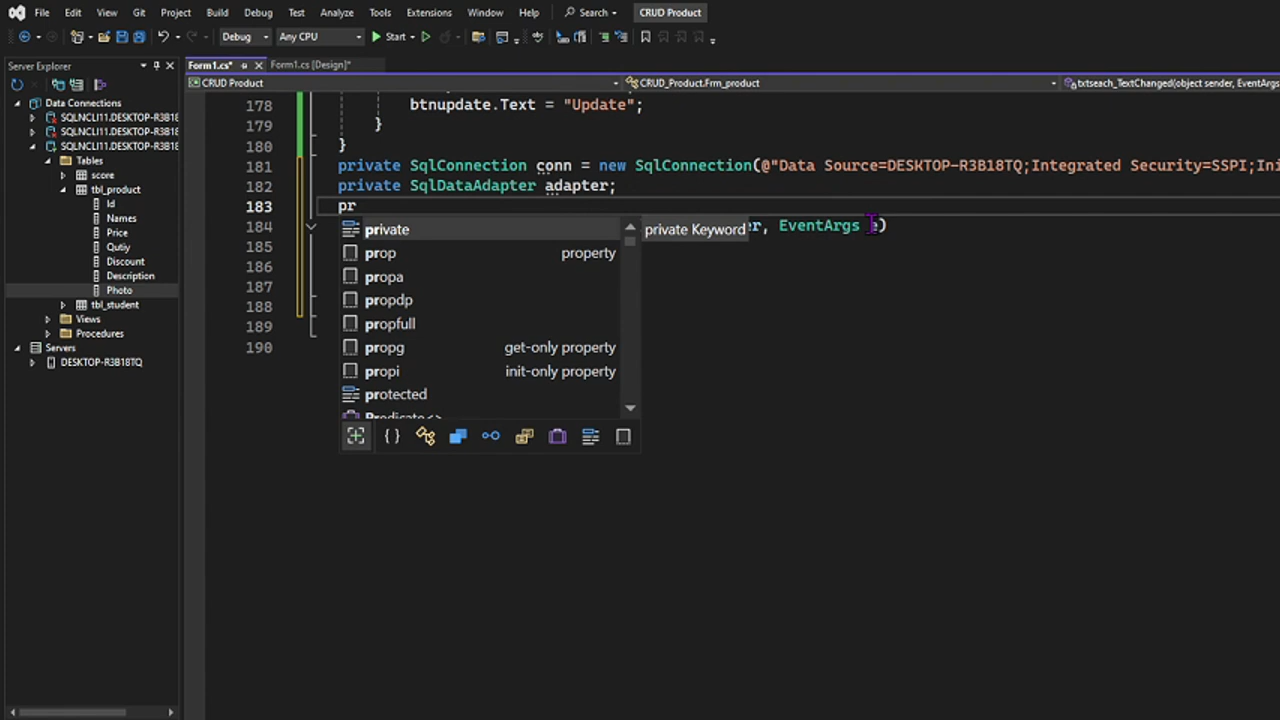 File Edit View Git Project Build Debug Test Analyze Tools Extensions Window Help Search CRUD Product
Debug Any CPU Start
Server Explorer
Form1.cs* Form1.cs [Design]*
CRUD Product CRUD_Product.Frm_product txtseach_TextChanged(object sender, EventArgs
Data Connections
SQLNCLI11.DESKTOP-R3B18
SQLNCLI11.DESKTOP-R3B18
SQLNCLI11.DESKTOP-R3B18
Tables
score
tbl_product
Id
Names
Price
Qutiy
Discount
Description
Photo
tbl_student
Views
Procedures
Servers
DESKTOP-R3B18TQ
178 btnupdate.Text = "Update";
179 }
180 }
181 private SqlConnection conn = new SqlConnection(@"Data Source=DESKTOP-R3B18TQ;Integrated Security=SSPI;Ini
182 private SqlDataAdapter adapter;
183 pr
184 er, EventArgs e)
185
186
187
188
189
190
private private Keyword
prop property
propa
propdp
propfull
propg get-only property
propi init-only property
protected
Predicate<>